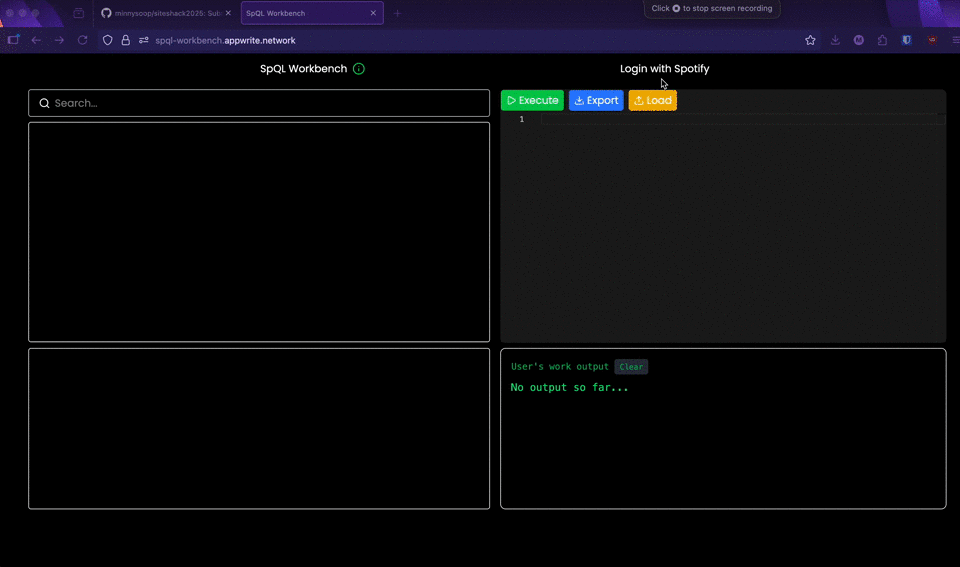 Click to stop screen recording
minnysoop/siteshack2025: Sub
SpQL Workbench
spql-workbench.appwrite.network
SpQL Workbench
Login with Spotify
Search...
Execute
Export
Load
1
User's work output
Clear
No output so far...